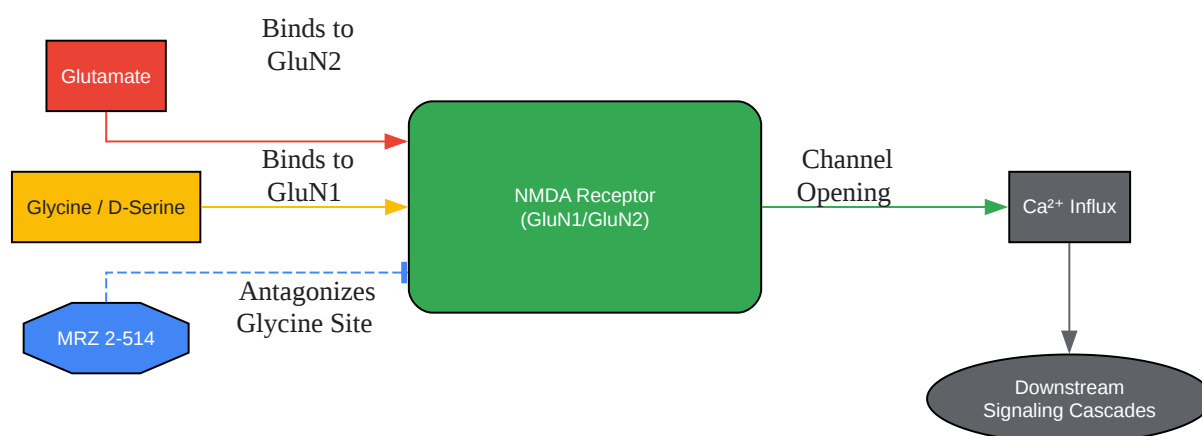 Binds to
GluN2
Glutamate
Binds to
GluN1
Glycine / D-Serine
NMDA Receptor
(GluN1/GluN2)
Channel
Opening
Ca²⁺ Influx
Antagonizes
Glycine Site
MRZ 2-514
Downstream
Signaling Cascades